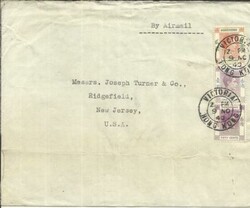 By Airmail
Messrs. Joseph Turner & Co.,
Ridgefield,
New Jersey,
U.S.A.
VICTORIA
HONG KONG
VICTORIA
HONG KONG